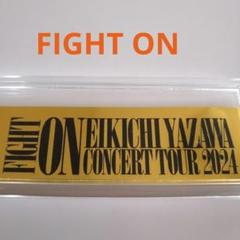 FIGHT ON
FIGHT ON EIKICHI YAZAWA
CONCERT TOUR 2024